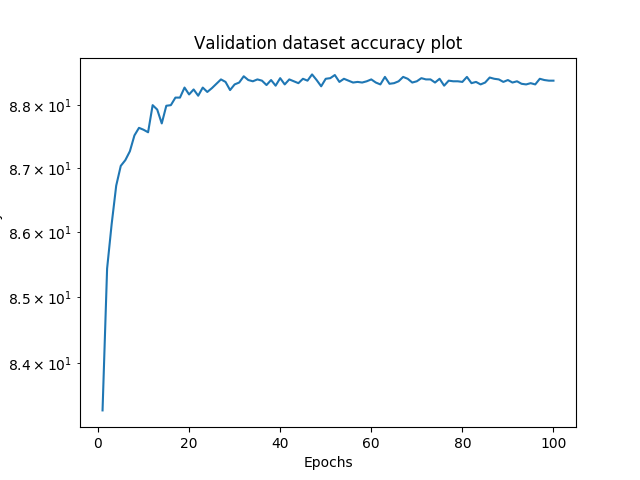 Validation dataset accuracy plot
8.8 × 10¹
8.7 × 10¹
8.6 × 10¹
8.5 × 10¹
8.4 × 10¹
0 20 40 60 80 100
Epochs